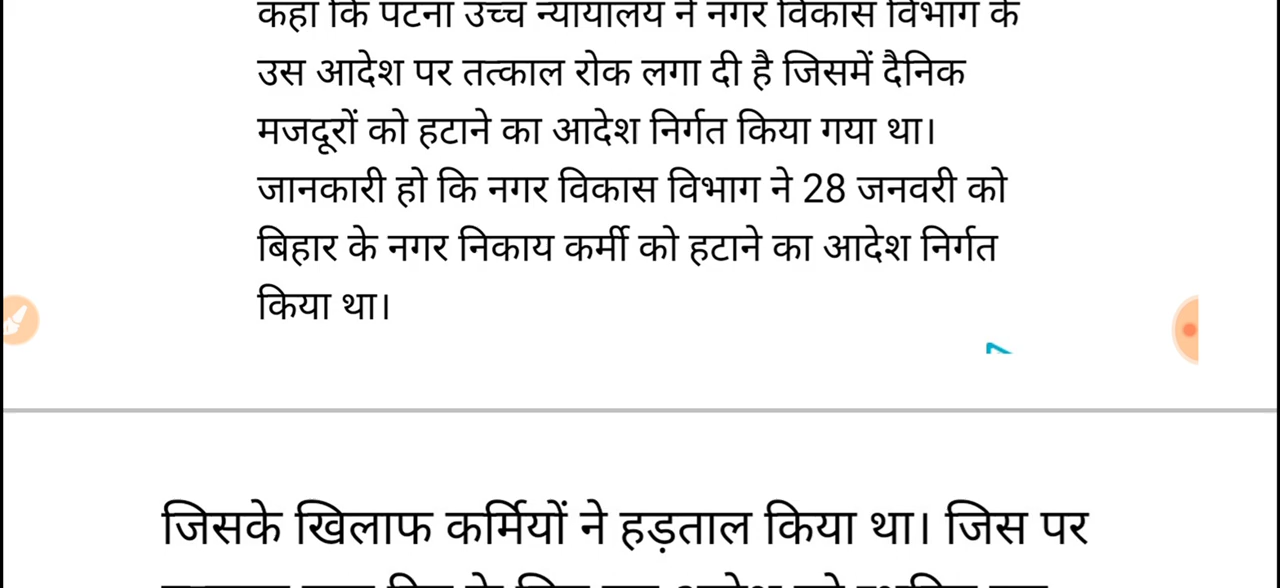 कहा कि पटना उच्च न्यायालय ने नगर विकास विभाग के
उस आदेश पर तत्काल रोक लगा दी है जिसमें दैनिक
मजदूरों को हटाने का आदेश निर्गत किया गया था।
जानकारी हो कि नगर विकास विभाग ने 28 जनवरी को
बिहार के नगर निकाय कर्मी को हटाने का आदेश निर्गत
किया था।
जिसके खिलाफ कर्मियों ने हड़ताल किया था। जिस पर